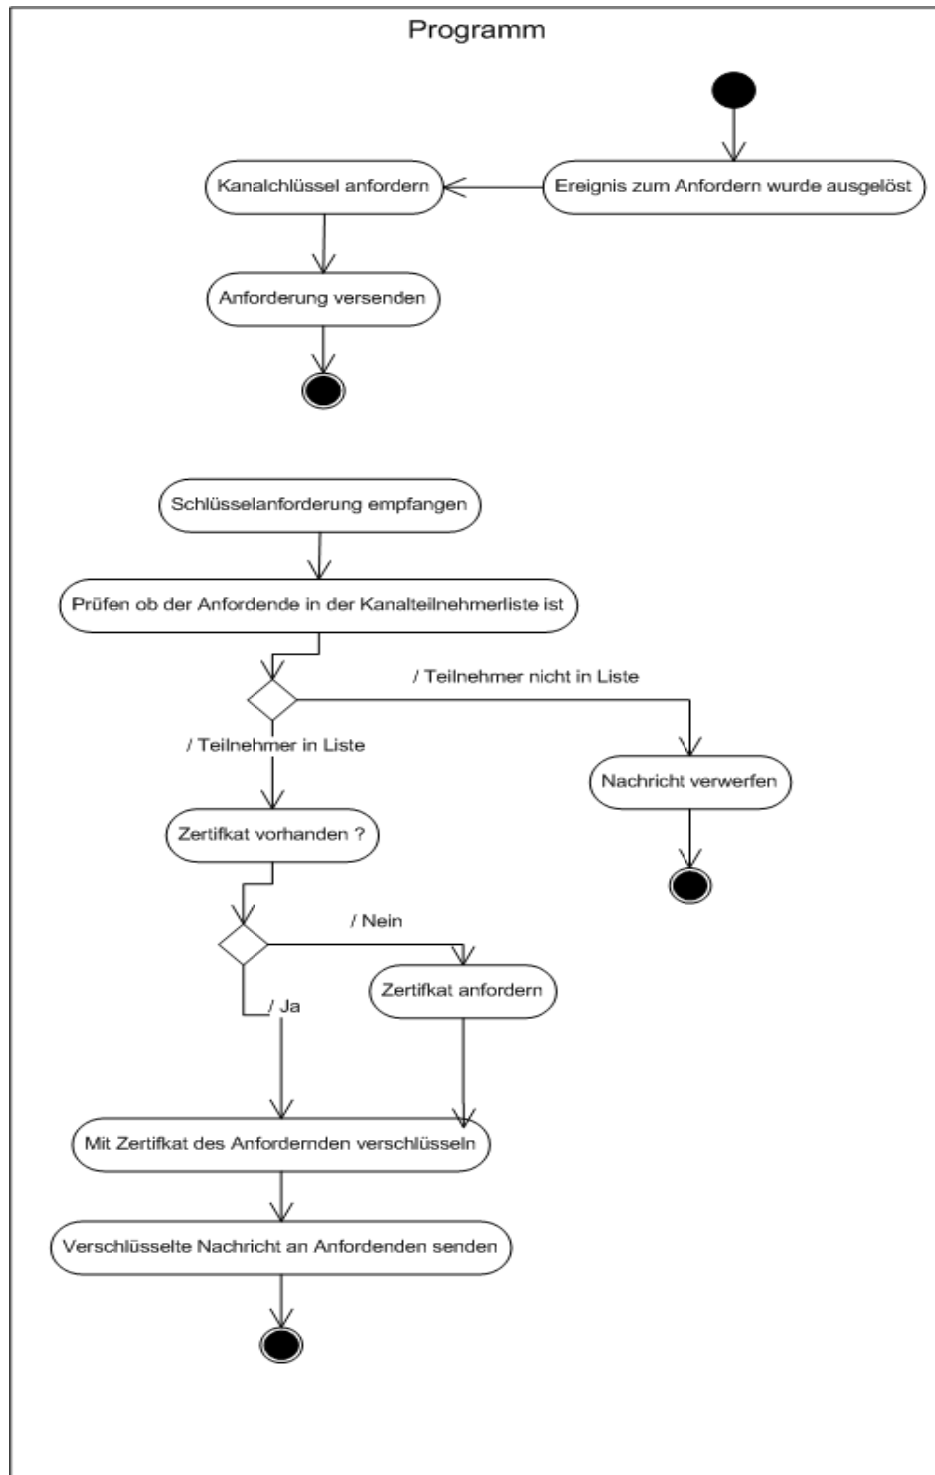 Programm
Ereignis zum Anfordern wurde ausgelöst
Kanalchlüssel anfordern
Anforderung versenden
Schlüsselanforderung empfangen
Prüfen ob der Anfordende in der Kanalteilnehmerliste ist
/ Teilnehmer nicht in Liste
/ Teilnehmer in Liste
Nachricht verwerfen
Zertifkat vorhanden ?
/ Nein
Zertifkat anfordern
/ Ja
Mit Zertifkat des Anfordernden verschlüseln
Verschlüsselte Nachricht an Anfordenden senden